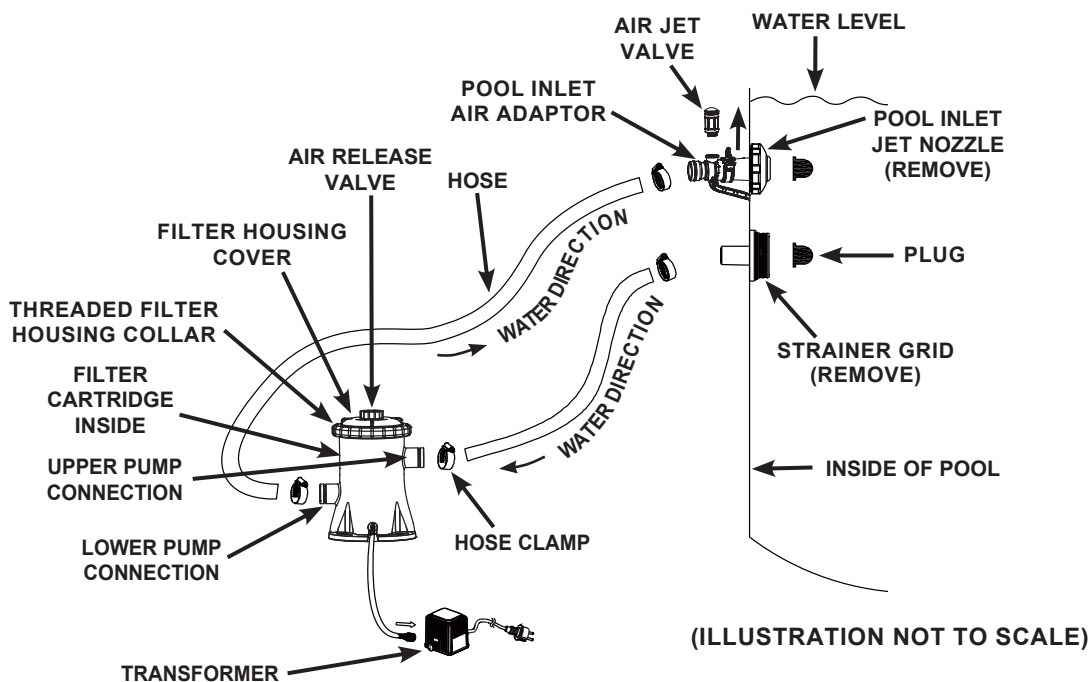 AIR JET
VALVE
WATER LEVEL
POOL INLET
AIR ADAPTOR
POOL INLET
JET NOZZLE
(REMOVE)
AIR RELEASE
VALVE
HOSE
FILTER HOUSING
COVER
WATER DIRECTION
PLUG
THREADED FILTER
HOUSING COLLAR
WATER DIRECTION
STRAINER GRID
(REMOVE)
FILTER
CARTRIDGE
INSIDE
UPPER PUMP
CONNECTION
INSIDE OF POOL
LOWER PUMP
CONNECTION
HOSE CLAMP
(ILLUSTRATION NOT TO SCALE)
TRANSFORMER